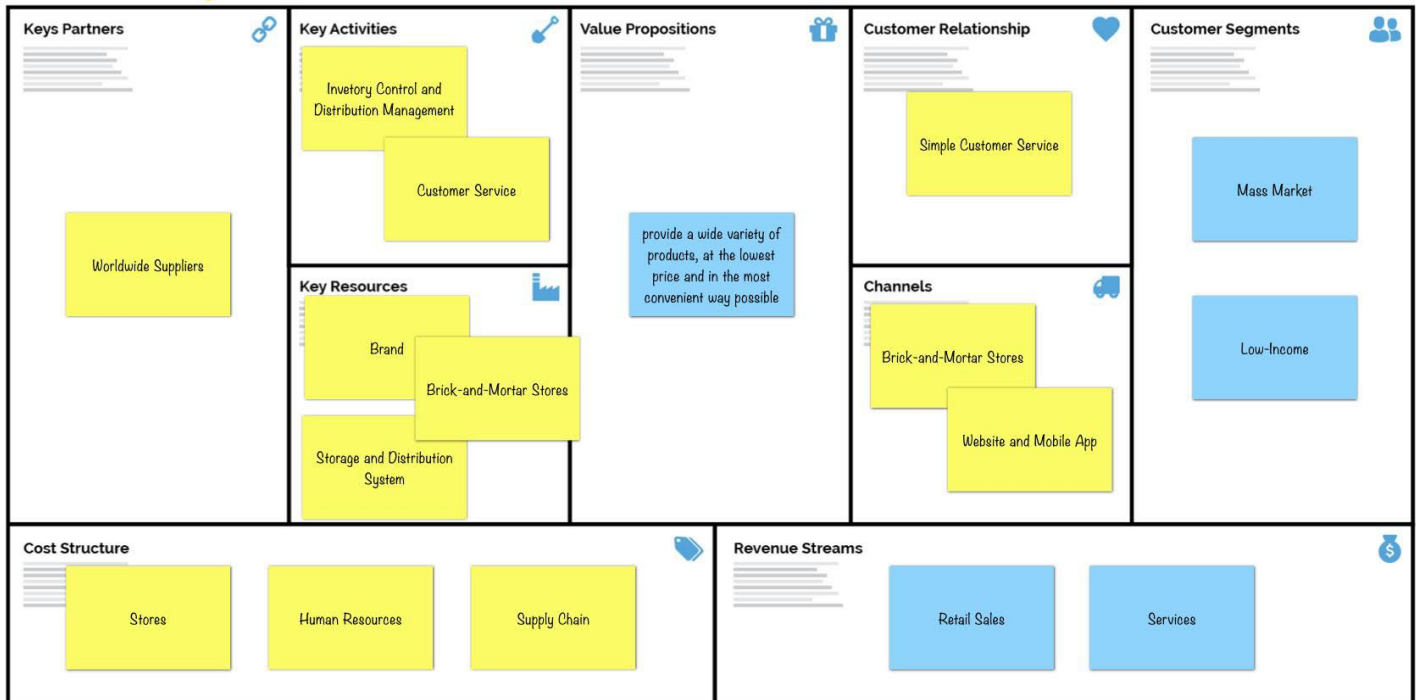 Keys Partners
Worldwide Suppliers
Key Activities
Invetory Control and
Distribution Management
Customer Service
Key Resources
Brand
Brick-and-Mortar Stores
Storage and Distribution
System
Value Propositions
provide a wide variety of
products, at the lowest
price and in the most
convenient way possible
Customer Relationship
Simple Customer Service
Channels
Brick-and-Mortar Stores
Website and Mobile App
Customer Segments
Mass Market
Low-Income
Cost Structure
Stores
Human Resources
Supply Chain
Revenue Streams
$
Retail Sales
Services